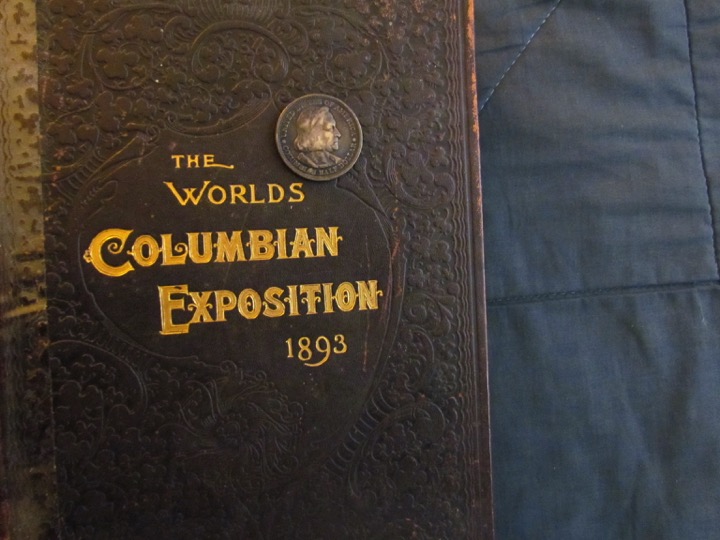 THE
WORLDS
COLUMBIAN
EXPOSITION
1893